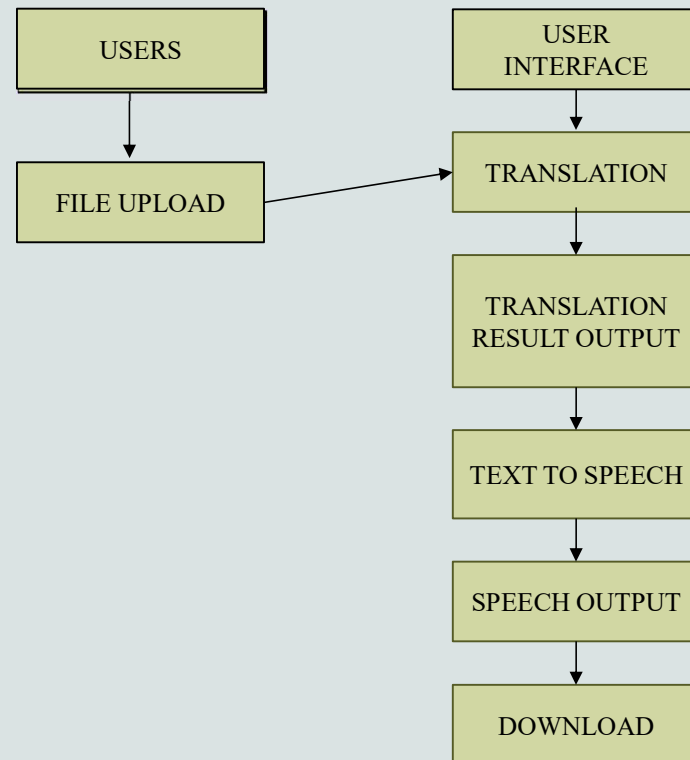 USERS
FILE UPLOAD
USER
INTERFACE
TRANSLATION
TRANSLATION
RESULT OUTPUT
TEXT TO SPEECH
SPEECH OUTPUT
DOWNLOAD